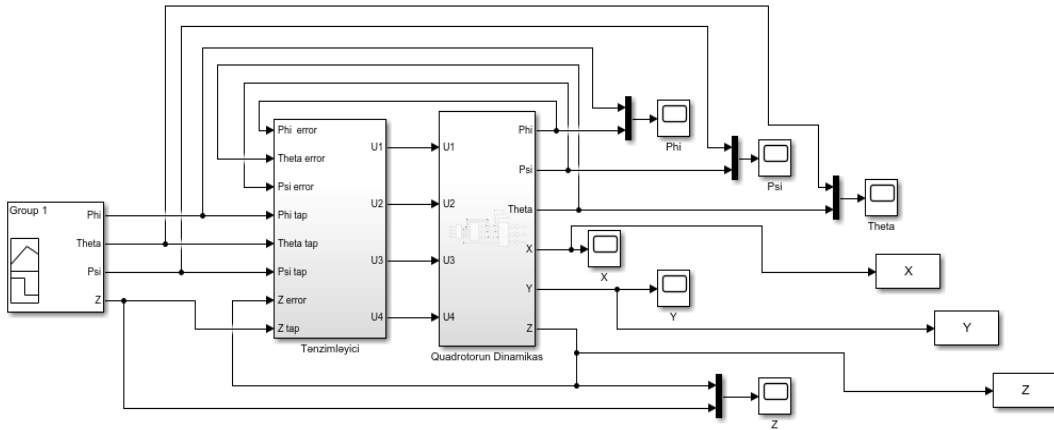 Group 1
Phi
Theta
Psi
Z
Phi error
Theta error
Psi error
Phi tap
Theta tap
Psi tap
Z error
Z tap
U1
U2
U3
U4
Tənzimləyici
U1
U2
U3
U4
Phi
Psi
Theta
X
Y
Z
Quadrotorun Dinamikas
Phi
Psi
Theta
X
Y
Z
X
Y
Z